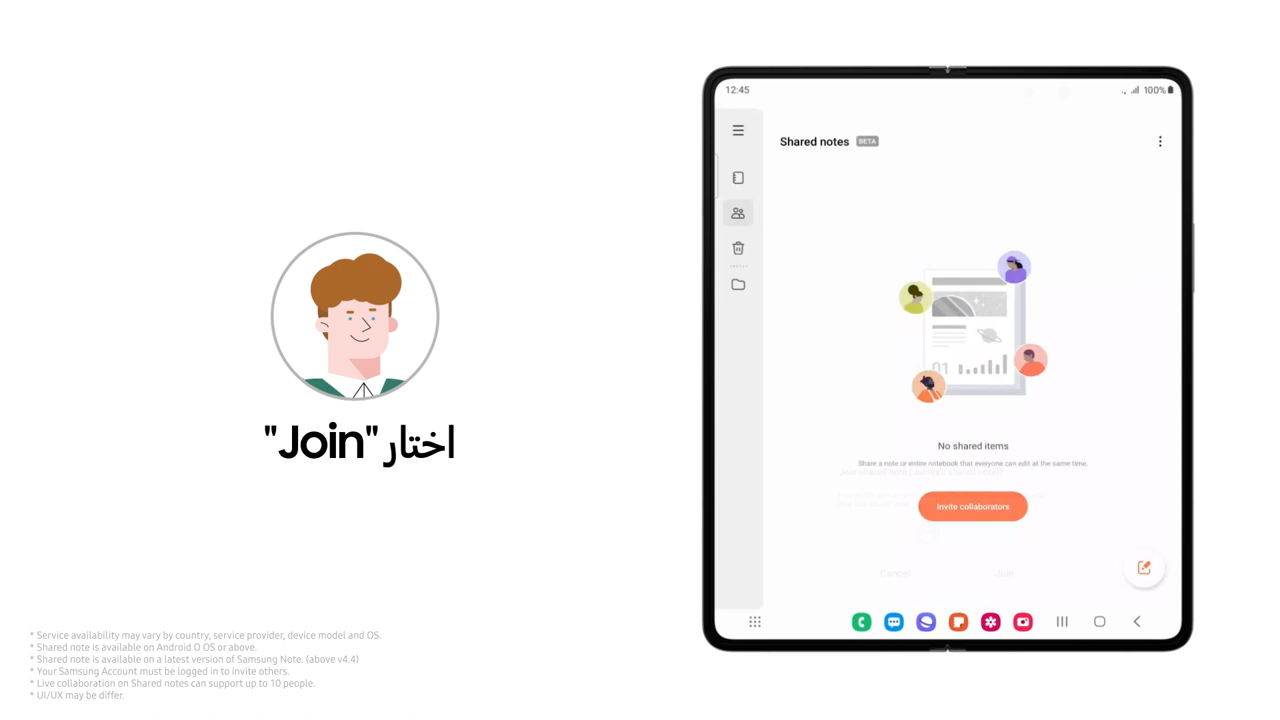 اختار "Join"
* Service availability may vary by country, service provider, device model and OS.
* Shared note is available on Android O OS or above.
* Shared note is available on a latest version of Samsung Note. (above v4.4)
* Your Samsung Account must be logged in to invite others.
* Live collaboration on Shared notes can support up to 10 people.
* UI/UX may be differ.
12:45
100%
Shared notes BETA
01
No shared items
Share a note or entire notebook that everyone can edit at the same time.
Invite collaborators
Cancel
Join